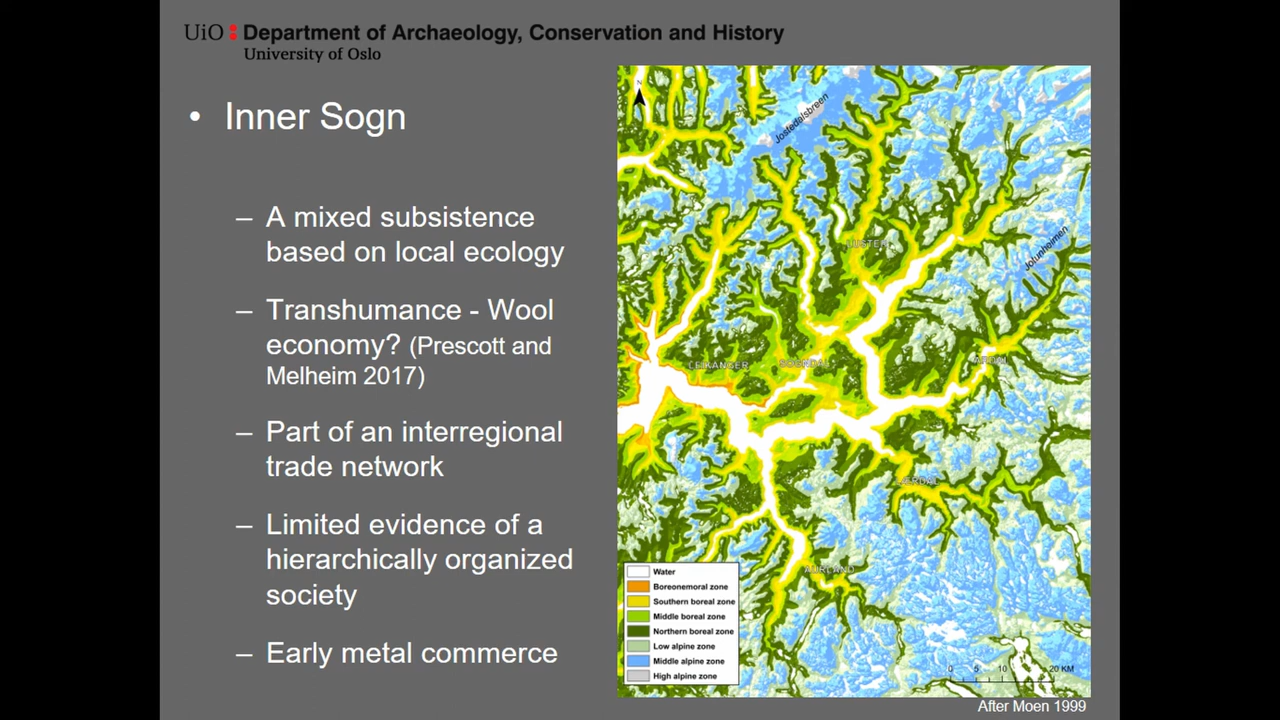 UiO : Department of Archaeology, Conservation and History
University of Oslo
• Inner Sogn
– A mixed subsistence
based on local ecology
– Transhumance - Wool
economy? (Prescott and
Melheim 2017)
– Part of an interregional
trade network
– Limited evidence of a
hierarchically organized
society
– Early metal commerce
N
Jostedalsbreen
LUSTER
Jotunheimen
LEIKANGER
SOGNDAL
ÅRDAL
LÆRDAL
AURLAND
Water
Boreonemoral zone
Southern boreal zone
Middle boreal zone
Northern boreal zone
Low alpine zone
Middle alpine zone
High alpine zone
0 5 10 20 KM
After Moen 1999